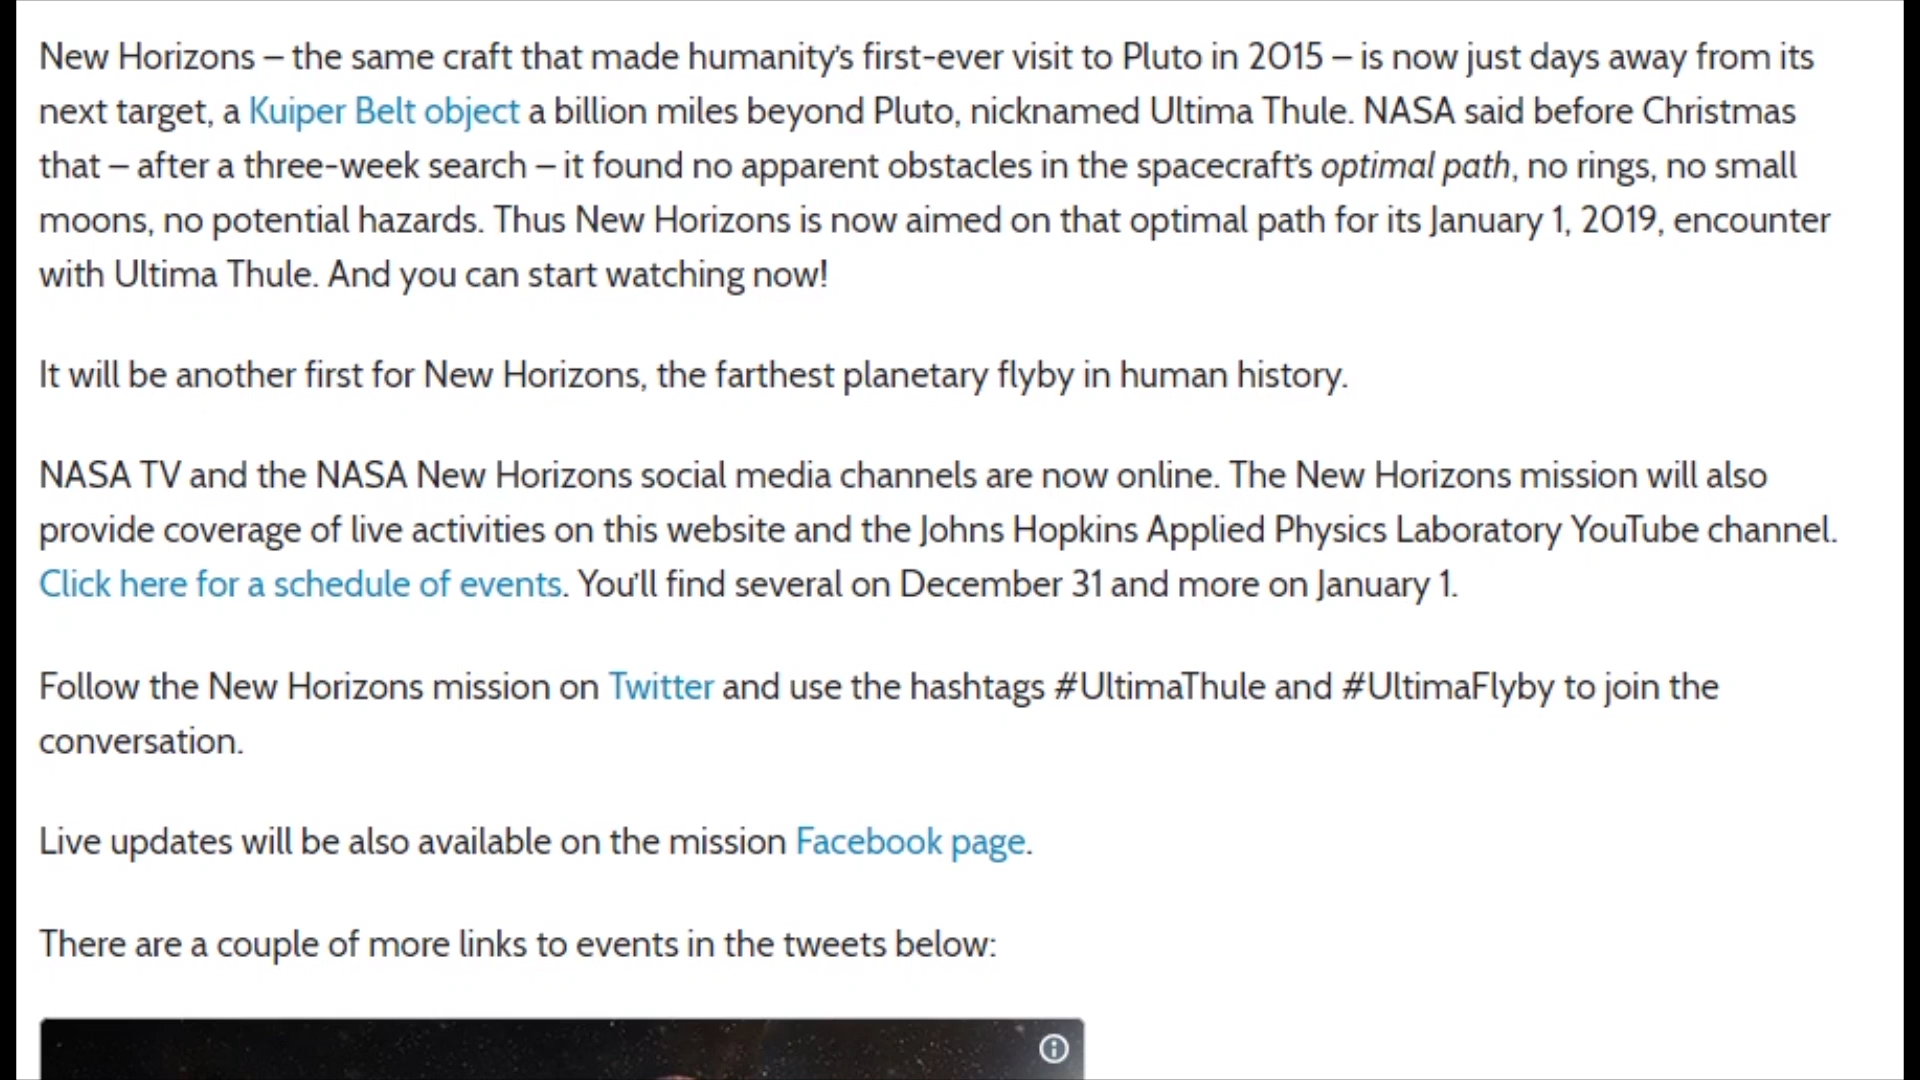 New Horizons – the same craft that made humanity's first-ever visit to Pluto in 2015 – is now just days away from its
next target, a Kuiper Belt object a billion miles beyond Pluto, nicknamed Ultima Thule. NASA said before Christmas
that – after a three-week search – it found no apparent obstacles in the spacecraft's optimal path, no rings, no small
moons, no potential hazards. Thus New Horizons is now aimed on that optimal path for its January 1, 2019, encounter
with Ultima Thule. And you can start watching now!
It will be another first for New Horizons, the farthest planetary flyby in human history.
NASA TV and the NASA New Horizons social media channels are now online. The New Horizons mission will also
provide coverage of live activities on this website and the Johns Hopkins Applied Physics Laboratory YouTube channel.
Click here for a schedule of events. You'll find several on December 31 and more on January 1.
Follow the New Horizons mission on Twitter and use the hashtags #UltimaThule and #UltimaFlyby to join the
conversation.
Live updates will be also available on the mission Facebook page.
There are a couple of more links to events in the tweets below: